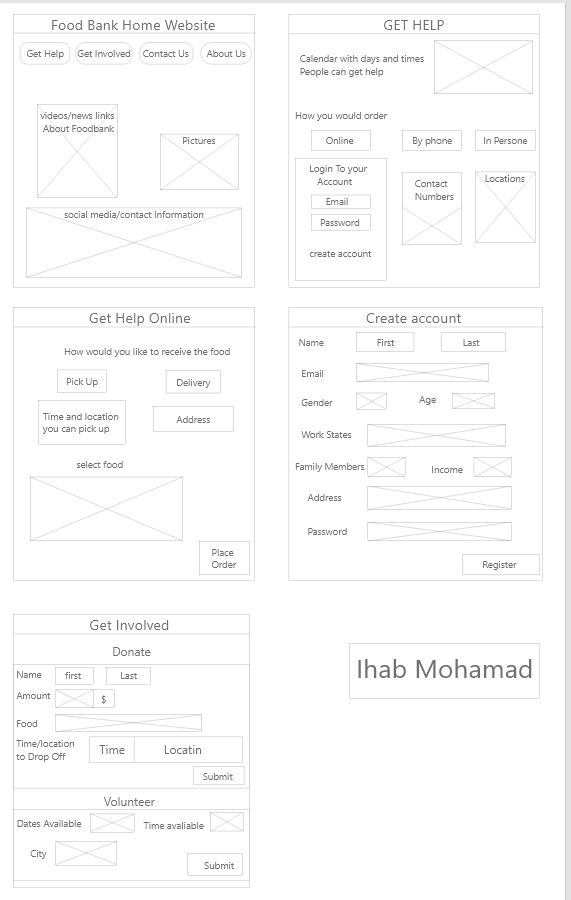 Food Bank Home Website
Get Help Get Involved Contact Us About Us
videos/news links
About Foodbank
Pictures
social media/contact Information
GET HELP
Calendar with days and times
People can get help
How you would order
Online By phone In Persone
Login To your
Account
Email
Password
create account
Contact
Numbers
Locations
Get Help Online
How would you like to receive the food
Pick Up Delivery
Time and location
you can pick up
Address
select food
Place
Order
Create account
Name First Last
Email
Gender Age
Work States
Family Members Income
Address
Password
Register
Get Involved
Donate
Name first Last
Amount $
Food
Time/location
to Drop Off
Time Locatin
Submit
Volunteer
Dates Available Time avaliable
City
Submit
Ihab Mohamad